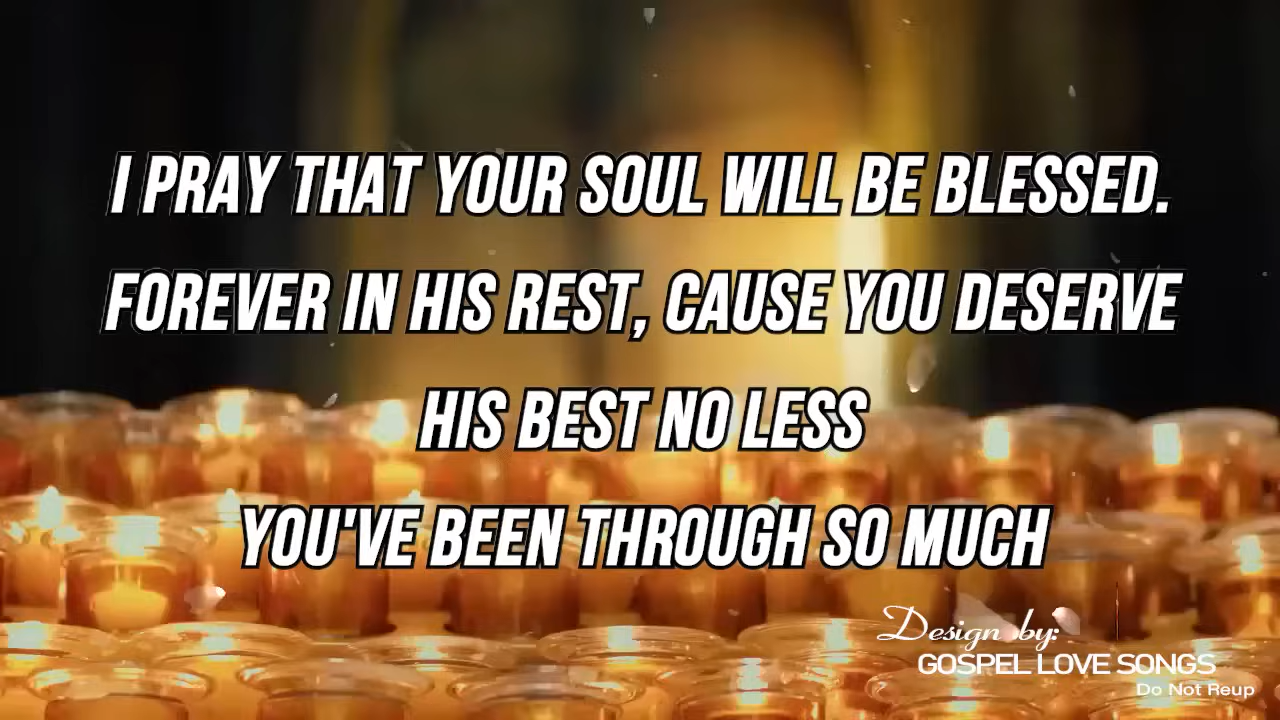 I PRAY THAT YOUR SOUL WILL BE BLESSED.
FOREVER IN HIS REST, CAUSE YOU DESERVE
HIS BEST NO LESS
YOU'VE BEEN THROUGH SO MUCH
Design by:
GOSPEL LOVE SONGS
Do Not Reup